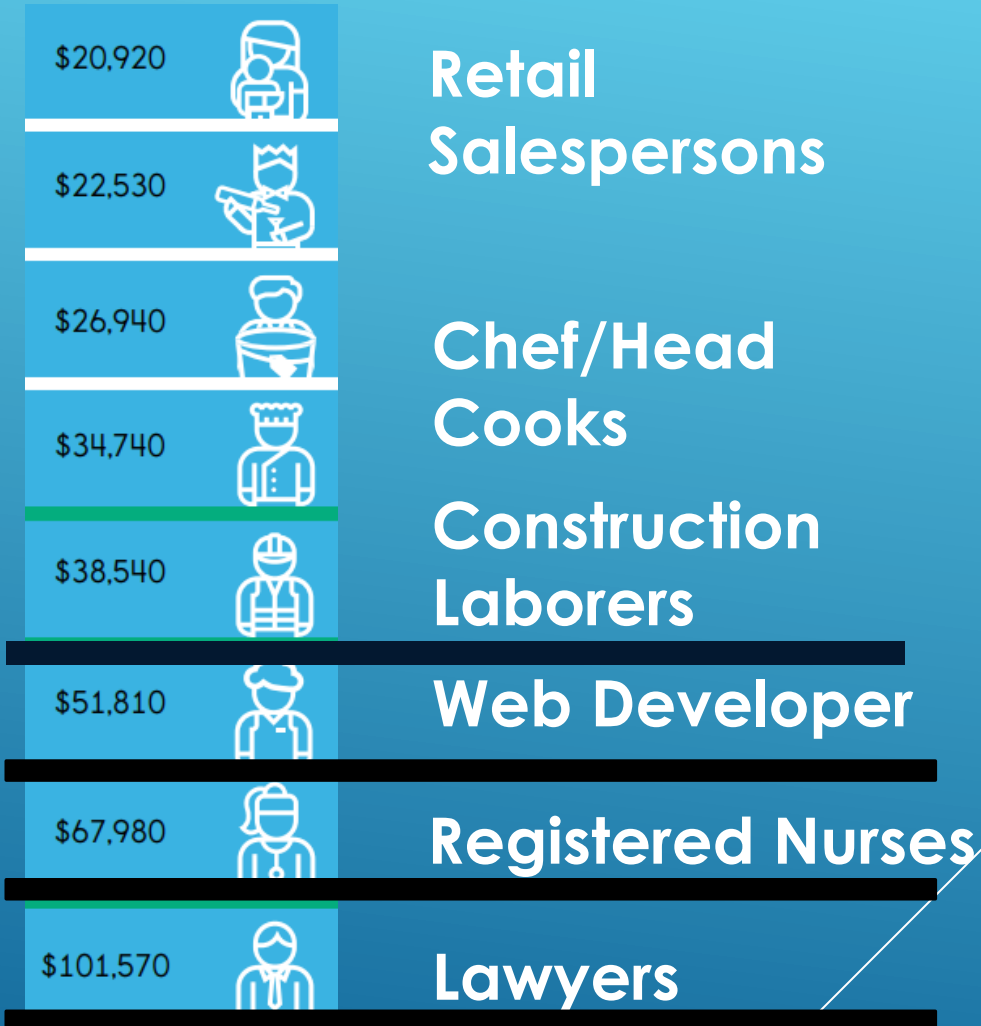 $20,920
Retail
Salespersons
$22,530
$26,940
Chef/Head
Cooks
$34,740
Construction
Laborers
$38,540
$51,810
Web Developer
$67,980
Registered Nurses
$101,570
Lawyers